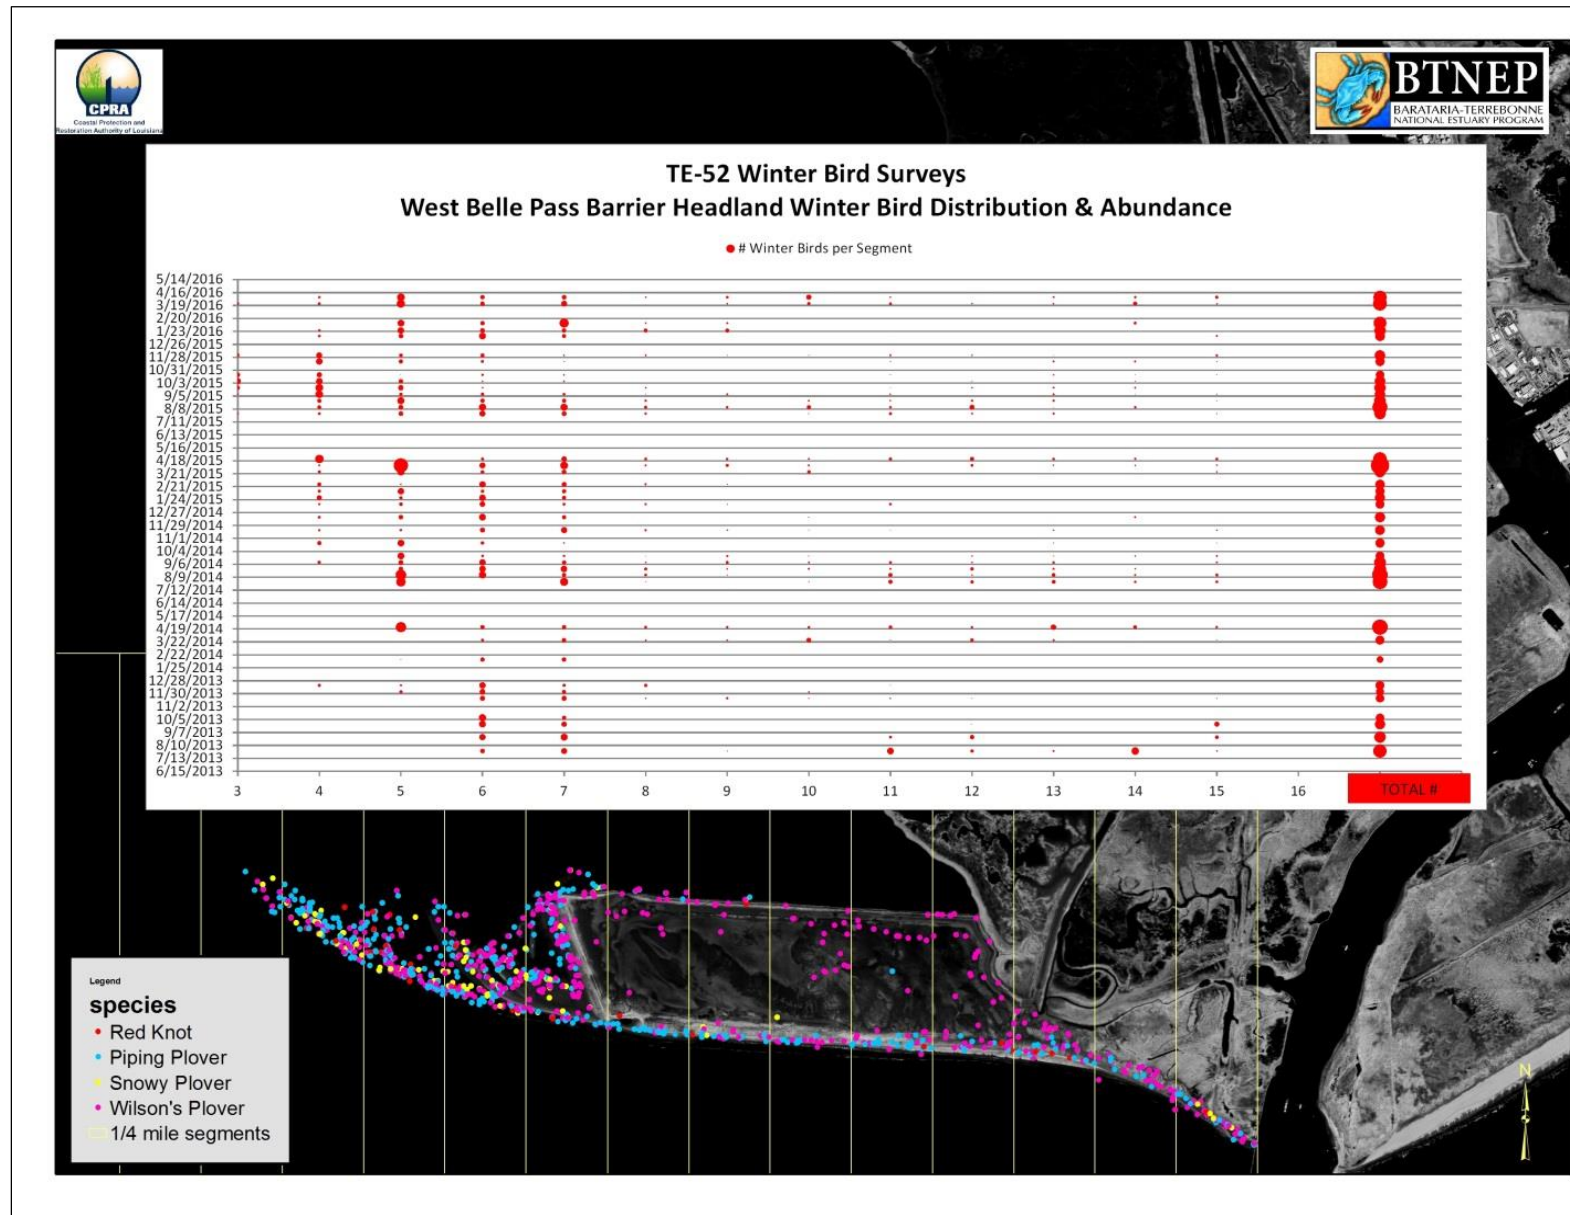 CPRA
Coastal Protection and
Restoration Authority of Louisiana
BTNEP
BARATARIA-TERREBONNE
NATIONAL ESTUARY PROGRAM
TE-52 Winter Bird Surveys
West Belle Pass Barrier Headland Winter Bird Distribution & Abundance
# Winter Birds per Segment
5/14/2016
4/16/2016
3/19/2016
2/20/2016
1/23/2016
12/26/2015
11/28/2015
10/31/2015
10/3/2015
9/5/2015
8/8/2015
7/11/2015
6/13/2015
5/16/2015
4/18/2015
3/21/2015
2/21/2015
1/24/2015
12/27/2014
11/29/2014
11/1/2014
10/4/2014
9/6/2014
8/9/2014
7/12/2014
6/14/2014
5/17/2014
4/19/2014
3/22/2014
2/22/2014
1/25/2014
12/28/2013
11/30/2013
11/2/2013
10/5/2013
9/7/2013
8/10/2013
7/13/2013
6/15/2013
3 4 5 6 7 8 9 10 11 12 13 14 15 16 TOTAL #
Legend
species
Red Knot
Piping Plover
Snowy Plover
Wilson's Plover
1/4 mile segments
N